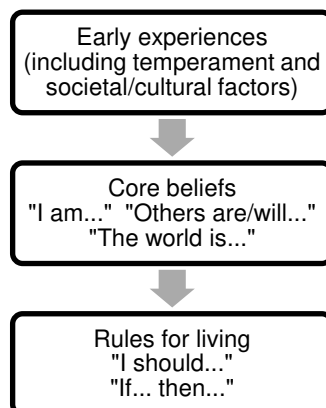 Early experiences
(including temperament and
societal/cultural factors)
Core beliefs
"I am..." "Others are/will..."
"The world is..."
Rules for living
"I should..."
"If... then..."